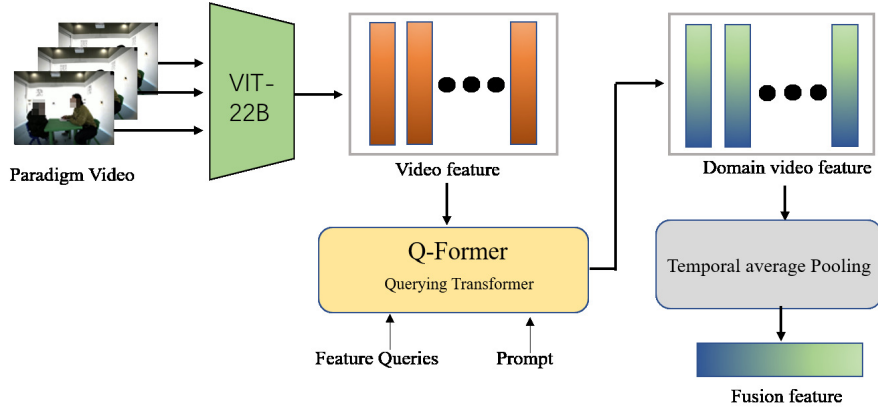 VIT-
22B
Paradigm Video
Video feature
Domain video feature
Q-Former
Querying Transformer
Temporal average Pooling
Feature Queries
Prompt
Fusion feature